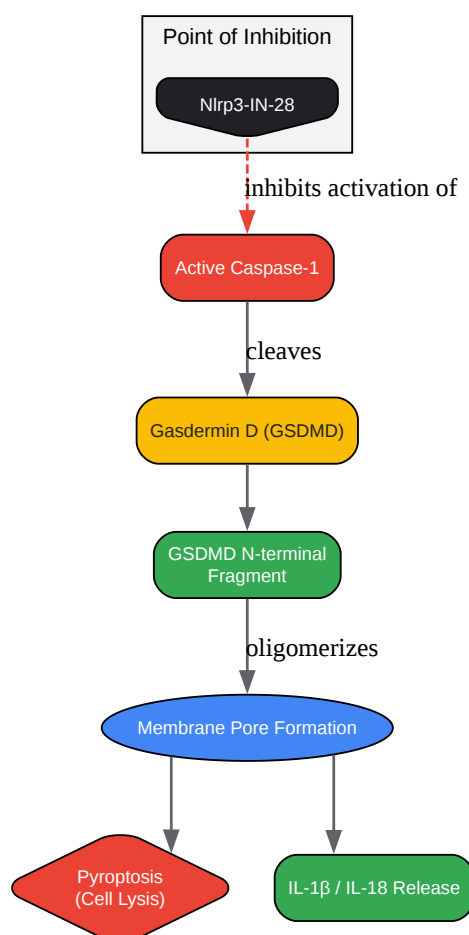 Point of Inhibition
Nlrp3-IN-28
inhibits activation of
Active Caspase-1
cleaves
Gasdermin D (GSDMD)
GSDMD N-terminal
Fragment
oligomerizes
Membrane Pore Formation
Pyroptosis
(Cell Lysis)
IL-1β / IL-18 Release